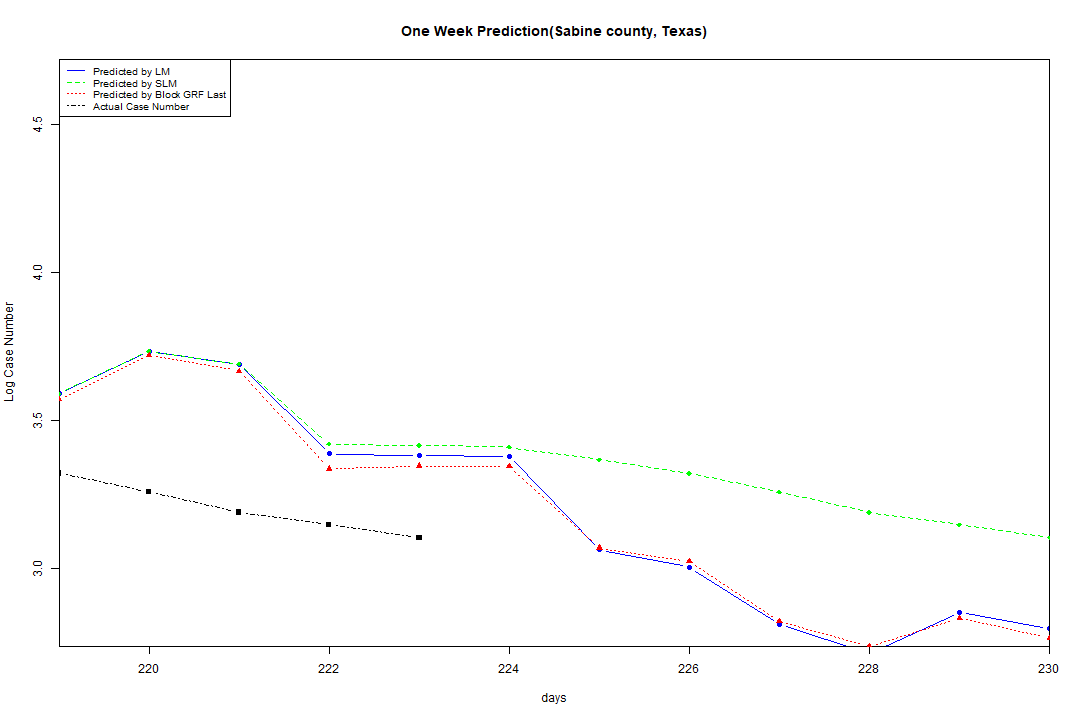 One Week Prediction(Sabine county, Texas)
Predicted by LM
Predicted by SLM
Predicted by Block GRF Last
Actual Case Number
Log Case Number
4.5
4.0
3.5
3.0
220
222
224
226
228
230
days